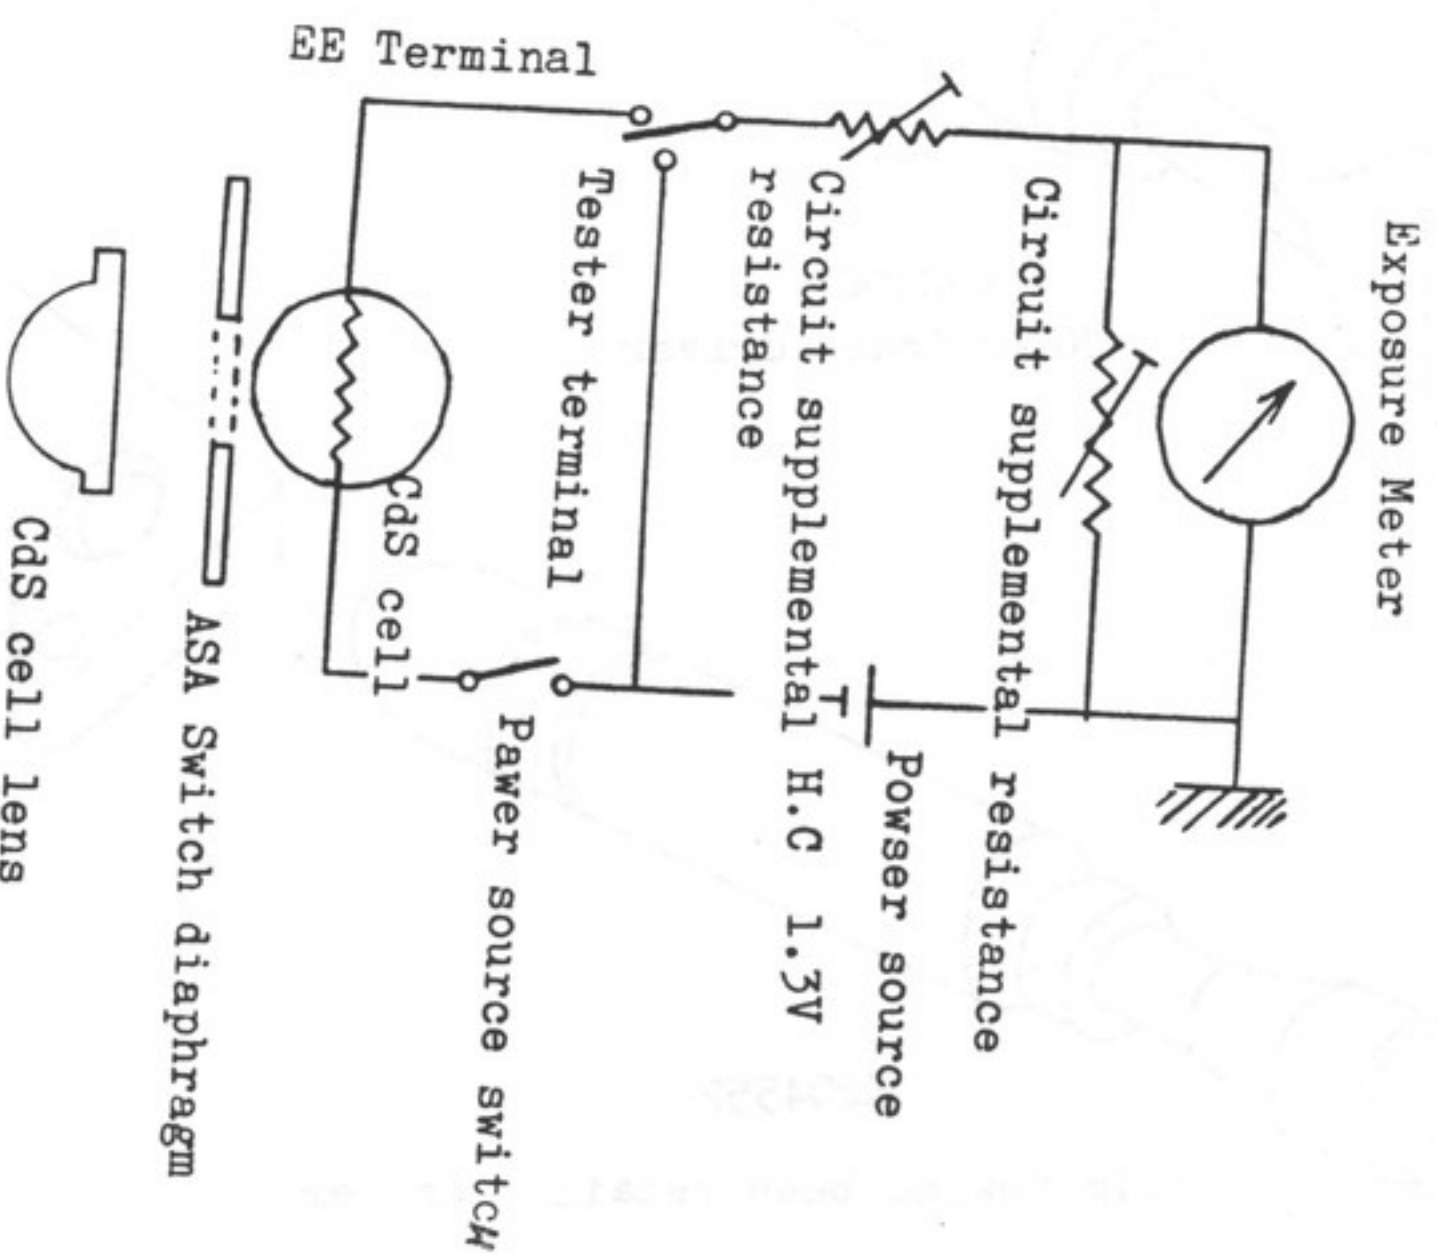 EE Terminal
Exposure Meter
Circuit supplemental resistance
Powser source
Circuit supplemental H.C 1.3V
resistance
Tester terminal
Pawer source switch
CdS cell
ASA Switch diaphragm
CdS cell lens